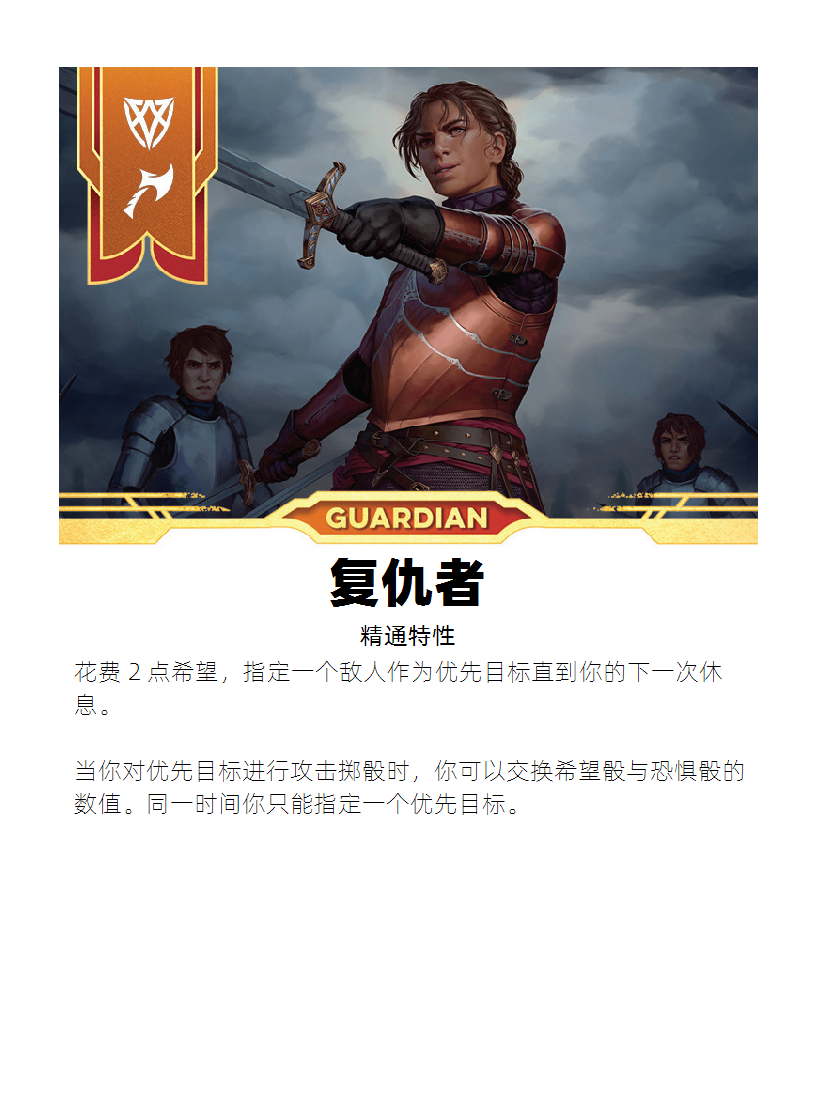 GUARDIAN
复仇者
精通特性
花费 2 点希望，指定一个敌人作为优先目标直到你的下一次休
息。
当你对优先目标进行攻击掷骰时，你可以交换希望骰与恐惧骰的
数值。同一时间你只能指定一个优先目标。